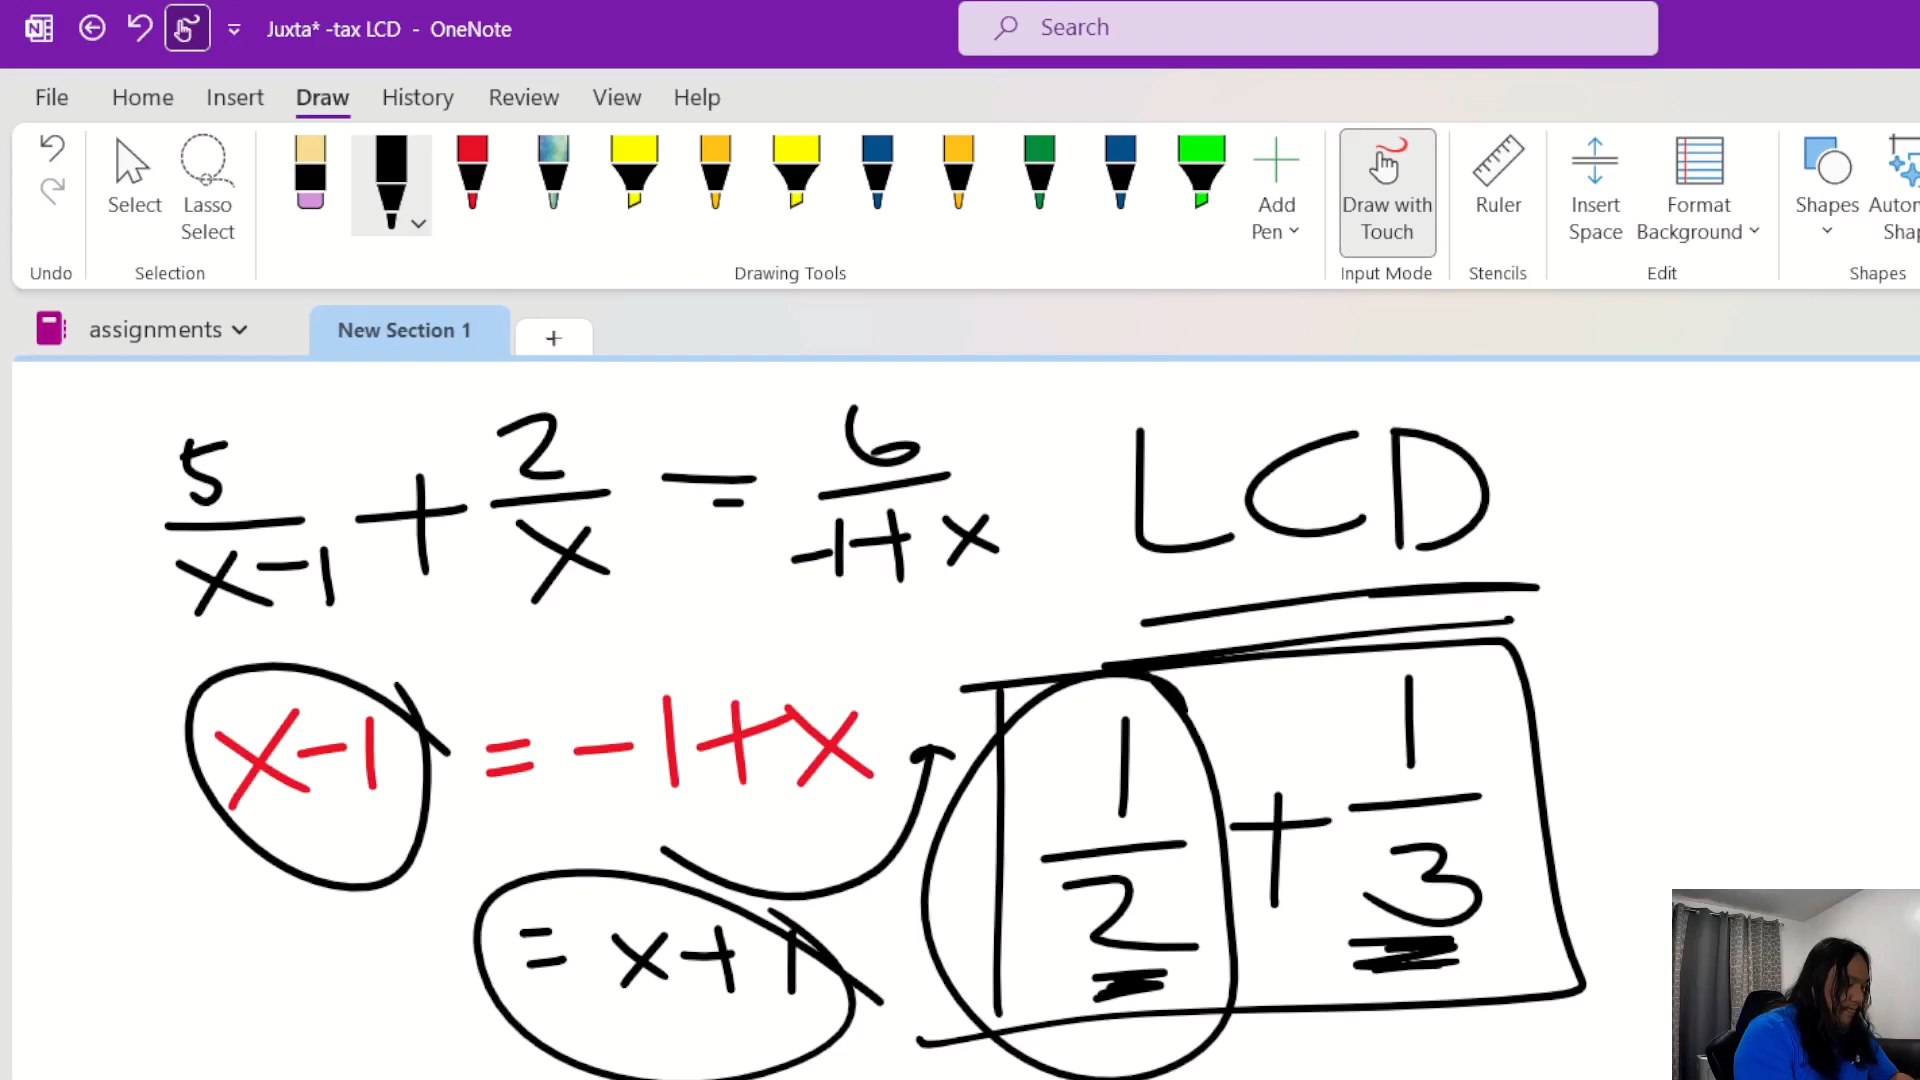 Juxta* -tax LCD - OneNote
Search
File Home Insert Draw History Review View Help
Select
Lasso Select
Add Pen
Draw with Touch
Ruler
Insert Space
Format Background
Shapes
Undo
Selection
Drawing Tools
Input Mode
Stencils
Edit
Shapes
assignments
New Section 1
+
5/(x-1) + 2/x = 6/(-1+x)
LCD
x-1 = -1+x
= x+1
1/2 + 1/3